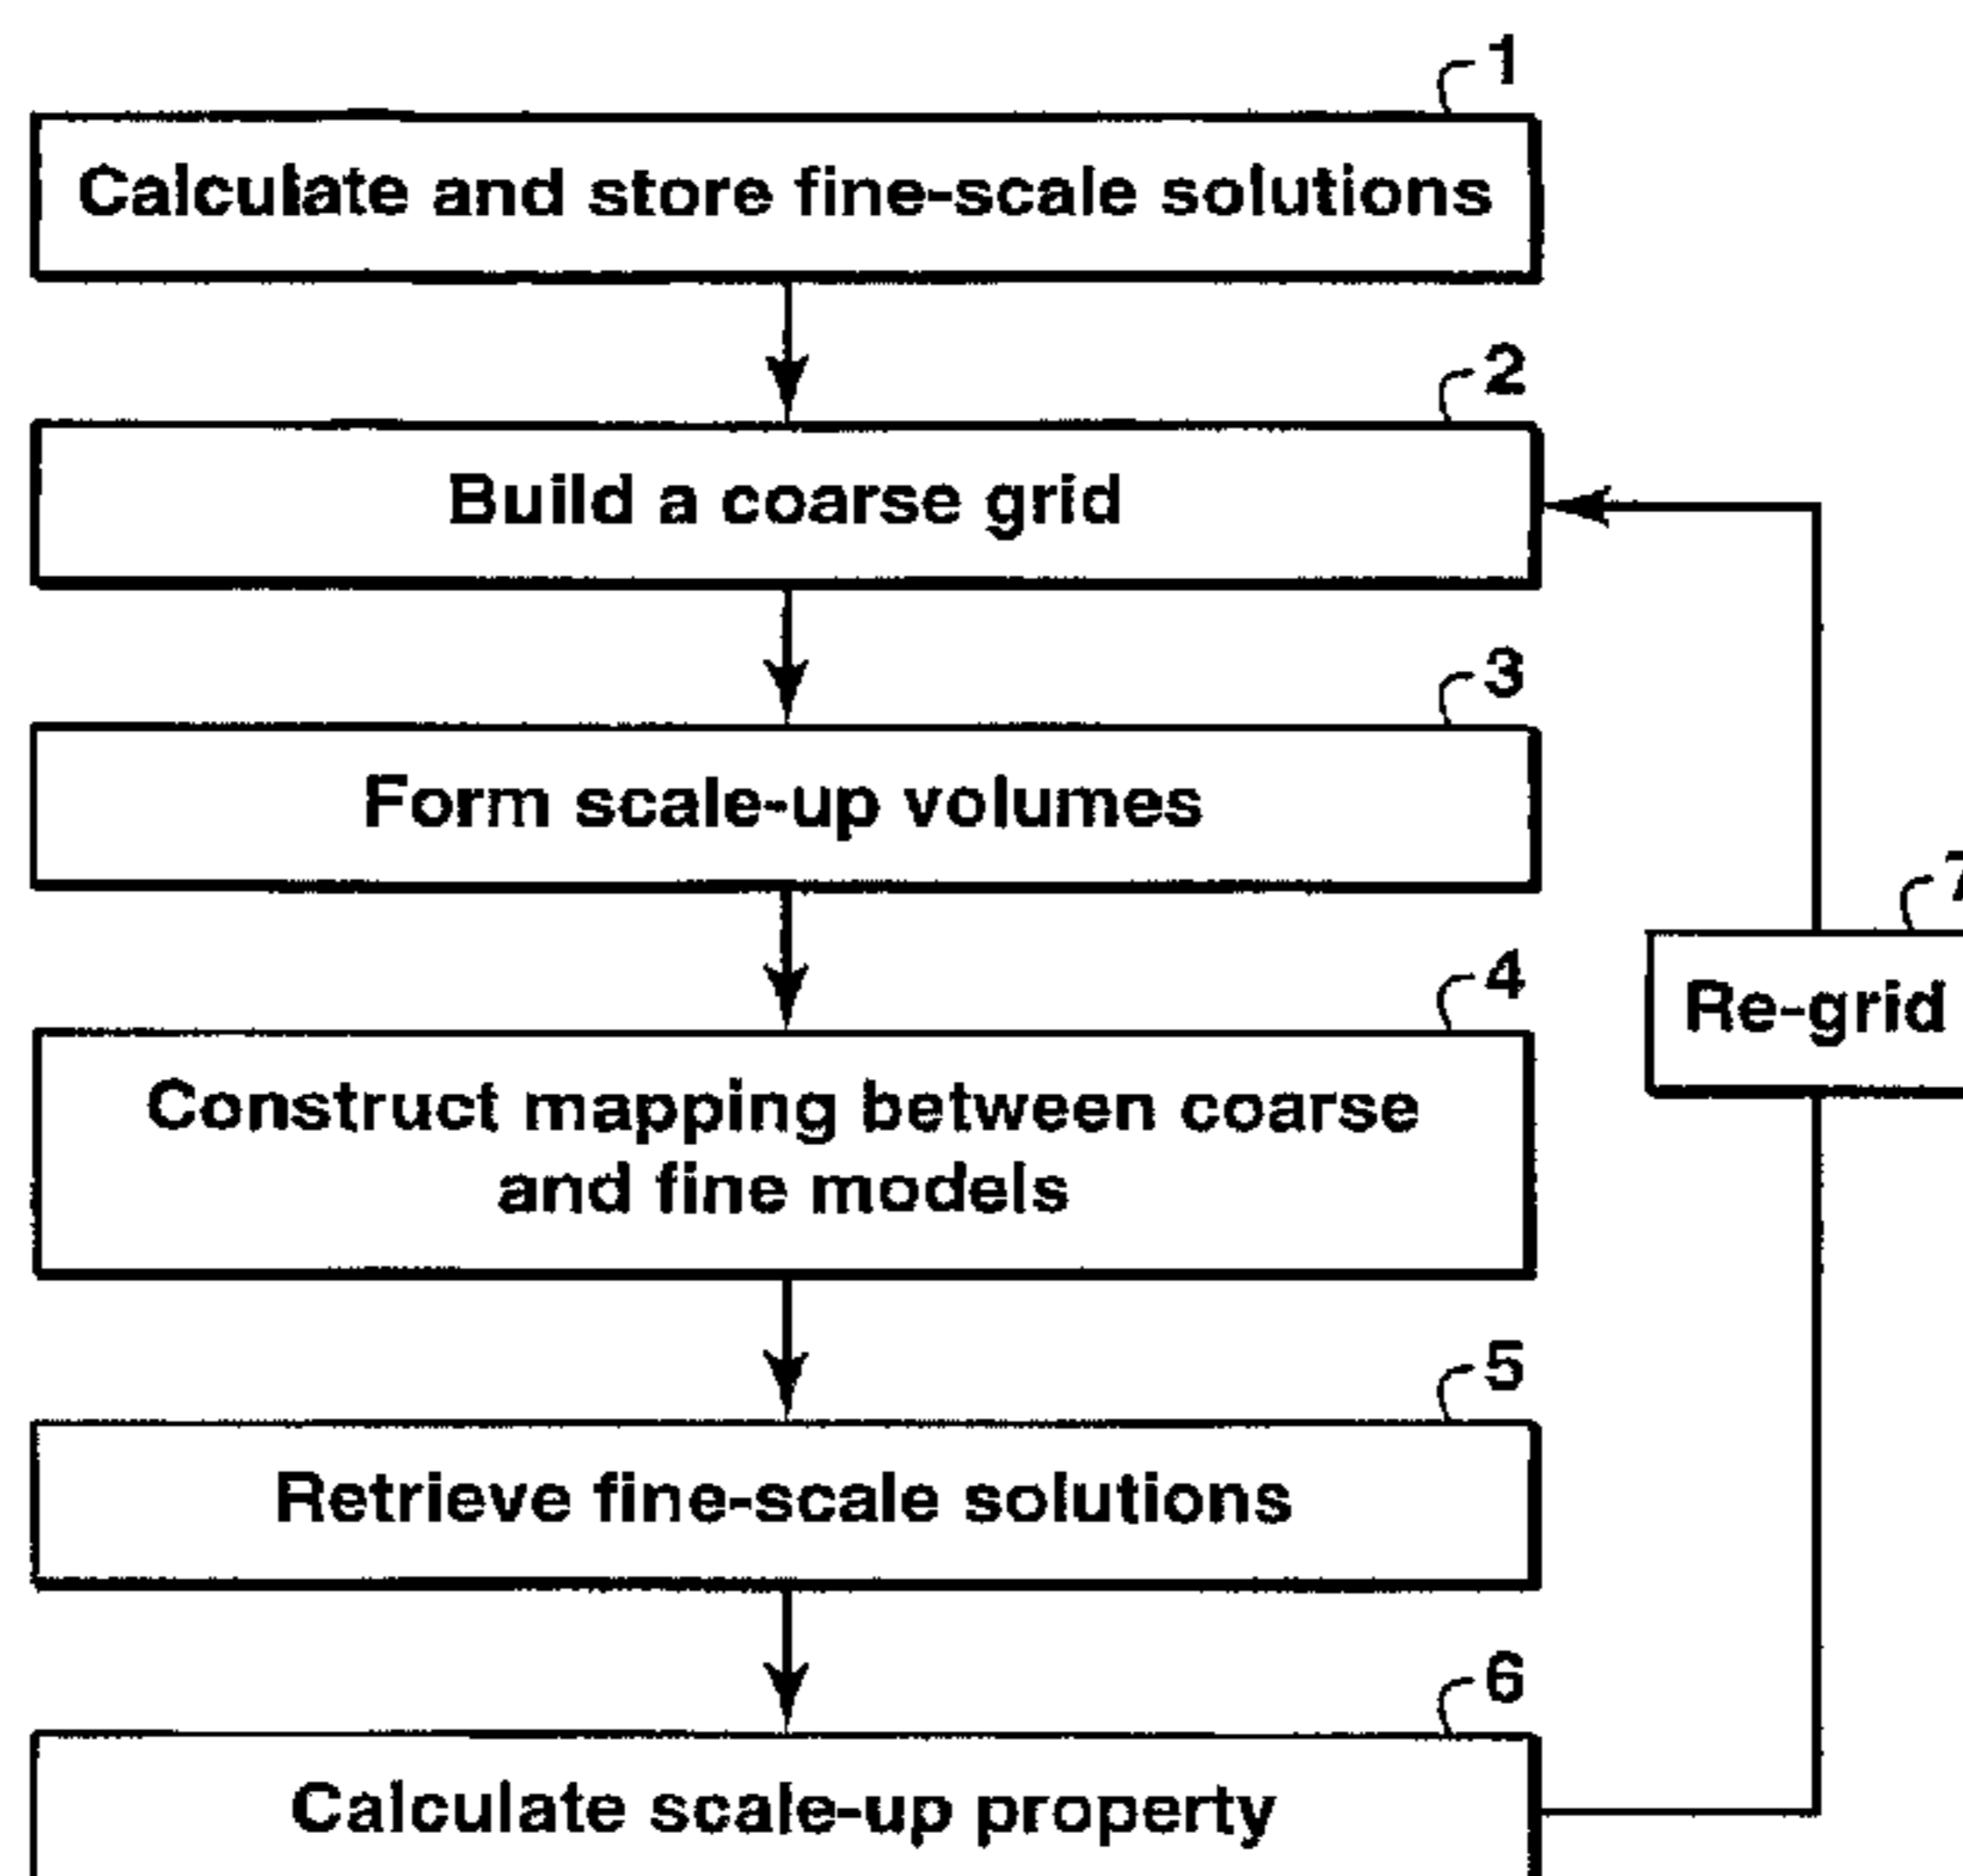 1
Calculate and store fine-scale solutions
2
Build a coarse grid
3
Form scale-up volumes
7
Re-grid
4
Construct mapping between coarse
and fine models
5
Retrieve fine-scale solutions
6
Calculate scale-up property